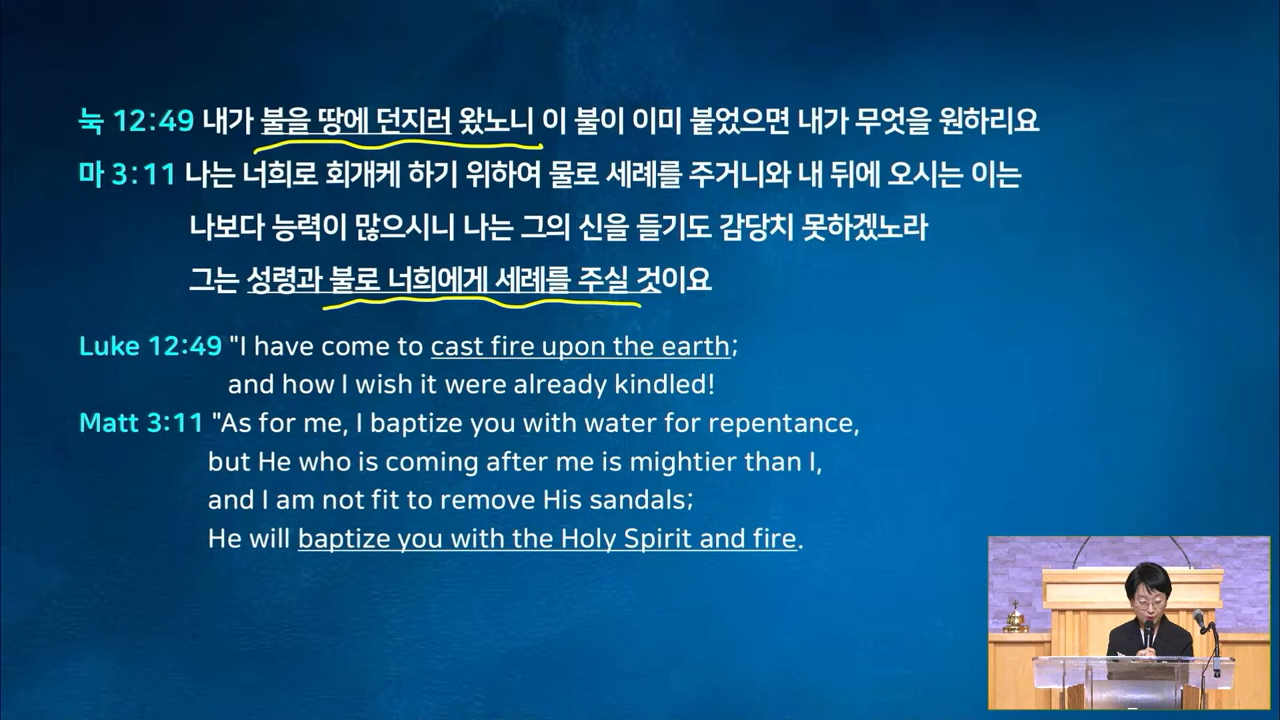 눅 12:49 내가 불을 땅에 던지러 왔노니 이 불이 이미 붙었으면 내가 무엇을 원하리요
마 3:11 나는 너희로 회개케 하기 위하여 물로 세례를 주거니와 내 뒤에 오시는 이는
나보다 능력이 많으시니 나는 그의 신을 들기도 감당치 못하겠노라
그는 성령과 불로 너희에게 세례를 주실 것이요
Luke 12:49 "I have come to cast fire upon the earth;
and how I wish it were already kindled!
Matt 3:11 "As for me, I baptize you with water for repentance,
but He who is coming after me is mightier than I,
and I am not fit to remove His sandals;
He will baptize you with the Holy Spirit and fire.